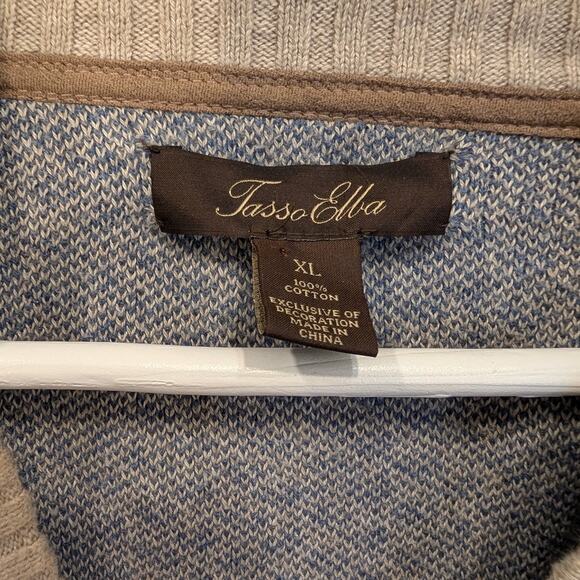 Tasso Elba
XL
100%
COTTON
EXCLUSIVE OF
DECORATION
MADE IN
CHINA